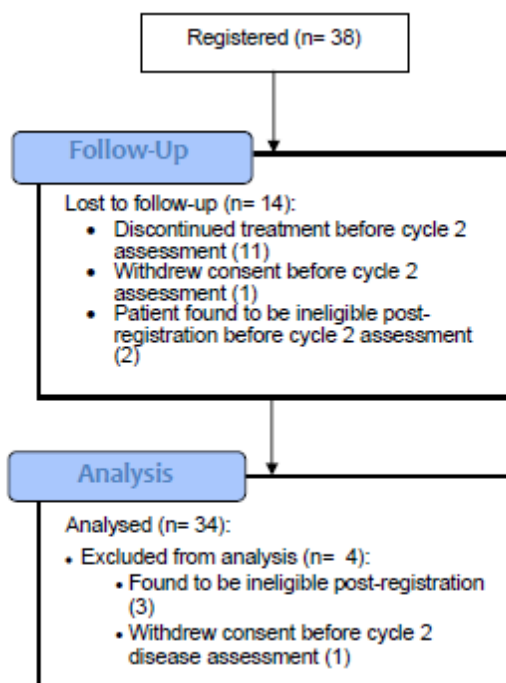 Registered (n= 38)
Follow-Up
Lost to follow-up (n= 14):
• Discontinued treatment before cycle 2
assessment (11)
• Withdrew consent before cycle 2
assessment (1)
• Patient found to be ineligible post-
registration before cycle 2 assessment
(2)
Analysis
Analysed (n= 34):
• Excluded from analysis (n=  4):
• Found to be ineligible post-registration
(3)
• Withdrew consent before cycle 2
disease assessment (1)